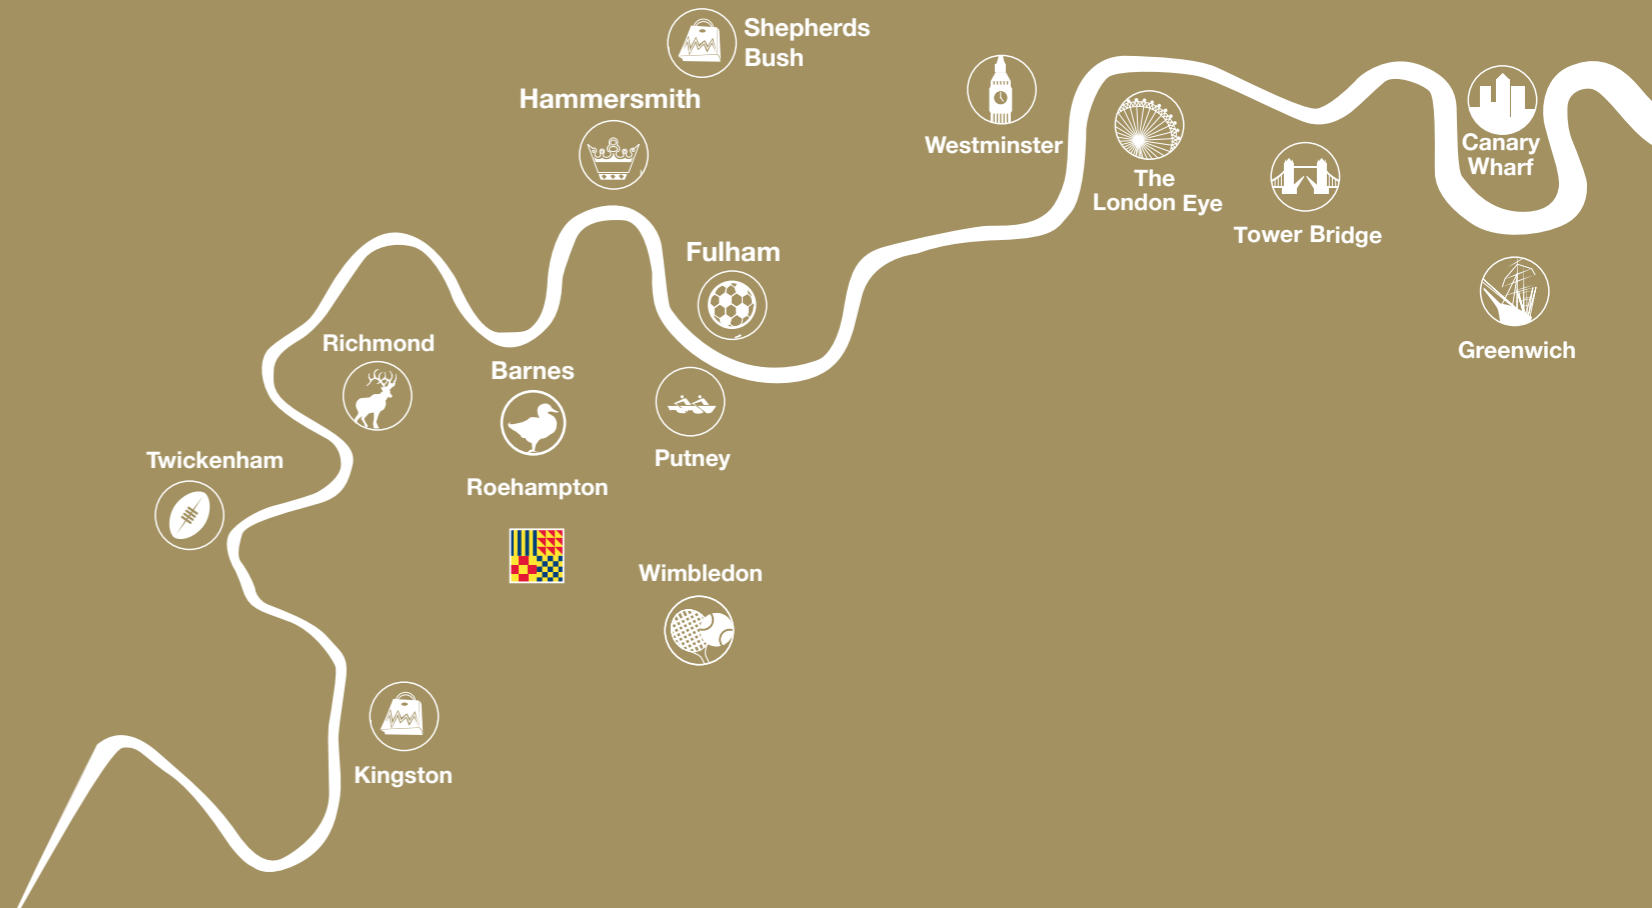 Shepherds
Bush
Hammersmith
Westminster
Canary
Wharf
The
London Eye
Tower Bridge
Fulham
Richmond
Greenwich
Barnes
Twickenham
Putney
Roehampton
Wimbledon
Kingston